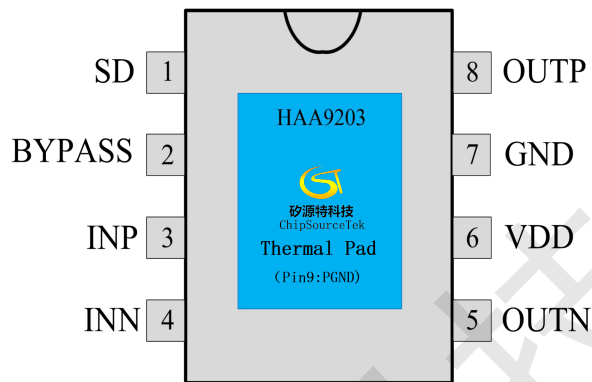 SD 1 8 OUTP
BYPASS 2 7 GND
INP 3 6 VDD
INN 4 5 OUTN
HAA9203
矽源特科技
ChipSourceTek
Thermal Pad
(Pin9:PGND)